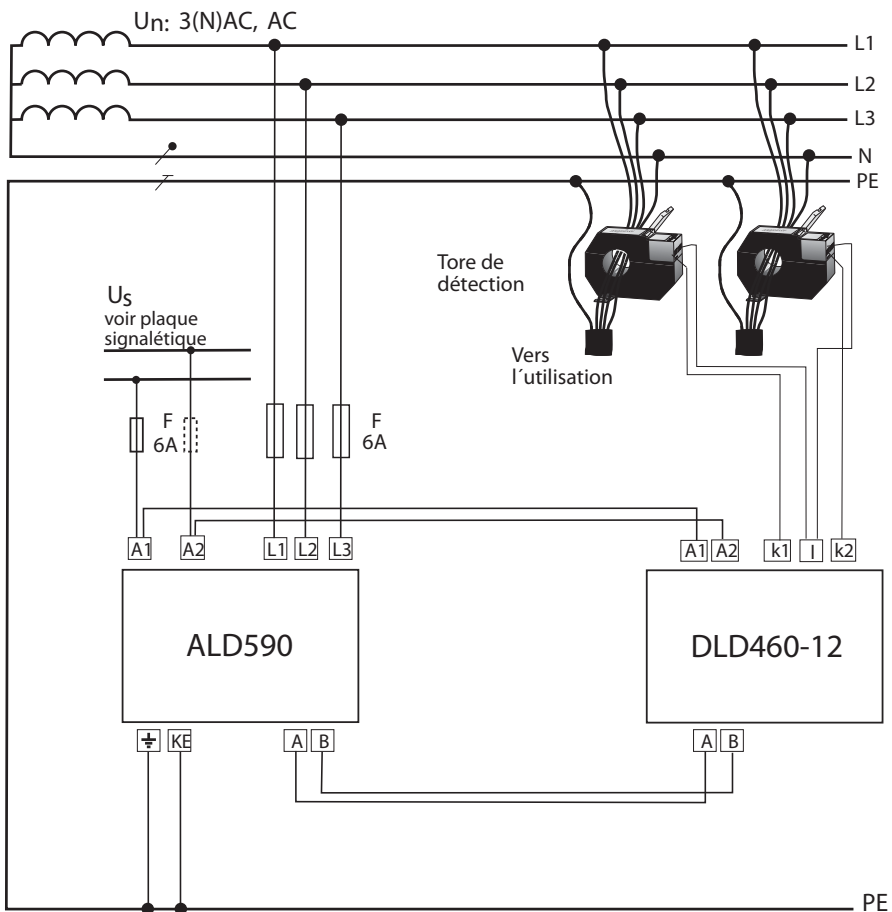 Un: 3(N)AC, AC
L1
L2
L3
N
PE
Tore de
détection
Us
voir plaque
signalétique
Vers
l´utilisation
F
6A
F
6A
A1
A2
L1
L2
L3
A1
A2
k1
l
k2
ALD590
DLD460-12
KE
A
B
A
B
PE